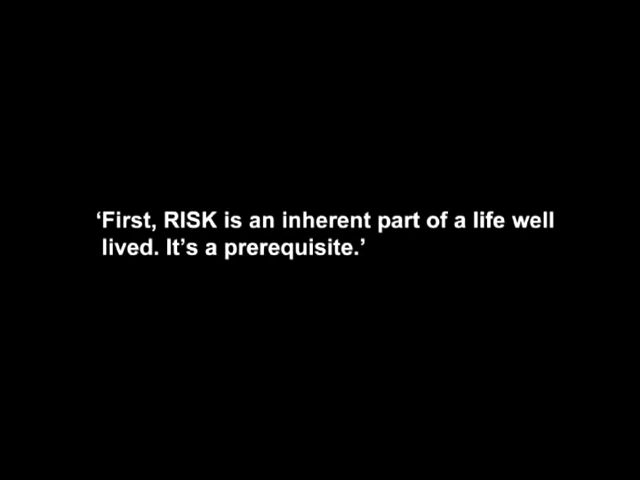 ‘First, RISK is an inherent part of a life well
lived. It’s a prerequisite.’